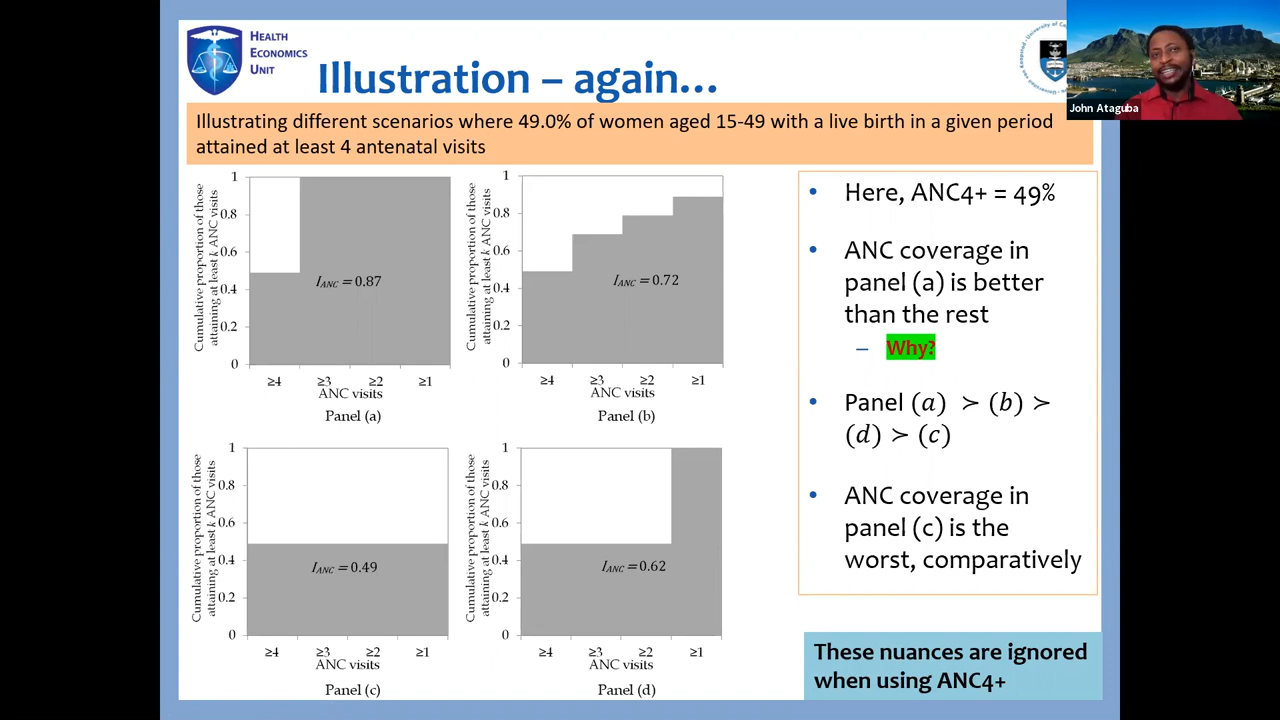 HEALTH
ECONOMICS
UNIT
Illustration – again...
John Ataguba
Illustrating different scenarios where 49.0% of women aged 15-49 with a live birth in a given period
attained at least 4 antenatal visits
Cumulative proportion of those
attaining at least k ANC visits
1
0.8
0.6
0.4
0.2
0
I_ANC = 0.87
≥4 ≥3 ≥2 ≥1
ANC visits
Panel (a)
Cumulative proportion of those
attaining at least k ANC visits
1
0.8
0.6
0.4
0.2
0
I_ANC = 0.72
≥4 ≥3 ≥2 ≥1
ANC visits
Panel (b)
Cumulative proportion of those
attaining at least k ANC visits
1
0.8
0.6
0.4
0.2
0
I_ANC = 0.49
≥4 ≥3 ≥2 ≥1
ANC visits
Panel (c)
Cumulative proportion of those
attaining at least k ANC visits
1
0.8
0.6
0.4
0.2
0
I_ANC = 0.62
≥4 ≥3 ≥2 ≥1
ANC visits
Panel (d)
• Here, ANC4+ = 49%
• ANC coverage in
panel (a) is better
than the rest
– Why?
• Panel (a) ≻ (b) ≻
(d) ≻ (c)
• ANC coverage in
panel (c) is the
worst, comparatively
These nuances are ignored
when using ANC4+